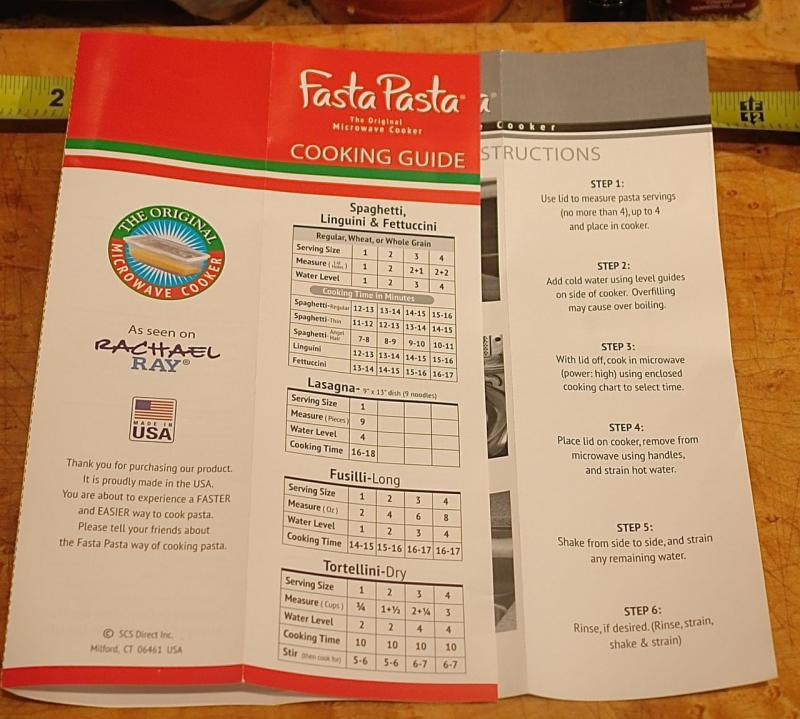 2
THE ORIGINAL
MICROWAVE COOKER
As seen on
RACHAEL
RAY®
MADE IN
USA
Thank you for purchasing our product.
It is proudly made in the USA.
You are about to experience a FASTER
and EASIER way to cook pasta.
Please tell your friends about
the Fasta Pasta way of cooking pasta.
© SCS Direct Inc.
Milford, CT 06461 USA
Fasta Pasta®
The Original
Microwave Cooker
COOKING GUIDE
Spaghetti,
Linguini & Fettuccini
Regular, Wheat, or Whole Grain
Serving Size 1 2 3 4
Measure 1 2 2+1 2+2
Water Level 1 2 3 4
Cooking Time in Minutes
Spaghetti-Regular 12-13 13-14 14-15 15-16
Spaghetti-Thin 11-12 12-13 13-14 14-15
Spaghetti-Angel Hair 7-8 8-9 9-10 10-11
Linguini 12-13 13-14 14-15 15-16
Fettuccini 13-14 14-15 15-16 16-17
Lasagna- 9" x 13" dish (9 noodles)
Serving Size 1
Measure (Pieces) 9
Water Level 4
Cooking Time 16-18
Fusilli-Long
Serving Size 1 2 3 4
Measure (Oz) 2 4 6 8
Water Level 1 2 3 4
Cooking Time 14-15 15-16 16-17 16-17
Tortellini-Dry
Serving Size 1 2 3 4
Measure (Cups) ¾ 1+½ 2+¼ 3
Water Level 2 2 4 4
Cooking Time 10 10 10 10
Stir (then cook for) 5-6 5-6 6-7 6-7
a®
Cooker
STRUCTIONS
STEP 1:
Use lid to measure pasta servings
(no more than 4), up to 4
and place in cooker.
STEP 2:
Add cold water using level guides
on side of cooker. Overfilling
may cause over boiling.
STEP 3:
With lid off, cook in microwave
(power: high) using enclosed
cooking chart to select time.
STEP 4:
Place lid on cooker, remove from
microwave using handles,
and strain hot water.
STEP 5:
Shake from side to side, and strain
any remaining water.
STEP 6:
Rinse, if desired. (Rinse, strain,
shake & strain)
1F
12